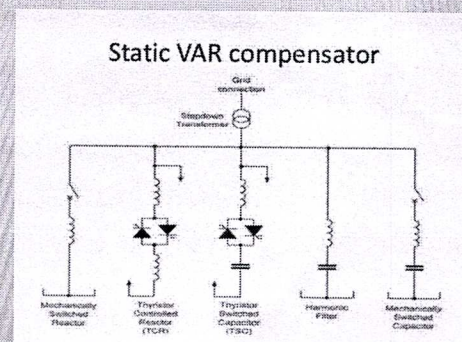 Static VAR compensator
Grid
connection
Stepdown
Transformer
Mechanically
Switched
Reactor
Thyristor
Controlled
Reactor
(TCR)
Thyristor
Switched
Capacitor
(TSC)
Harmonic
Filter
Mechanically
Switched
Capacitor